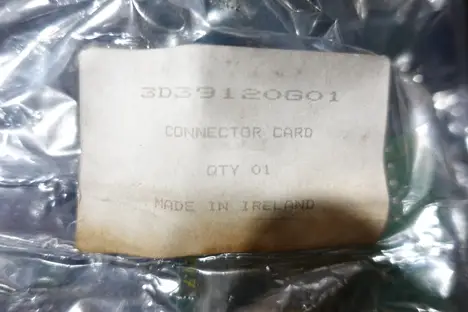 3D39120G01
CONNECTOR CARD
QTY 01
MADE IN IRELAND